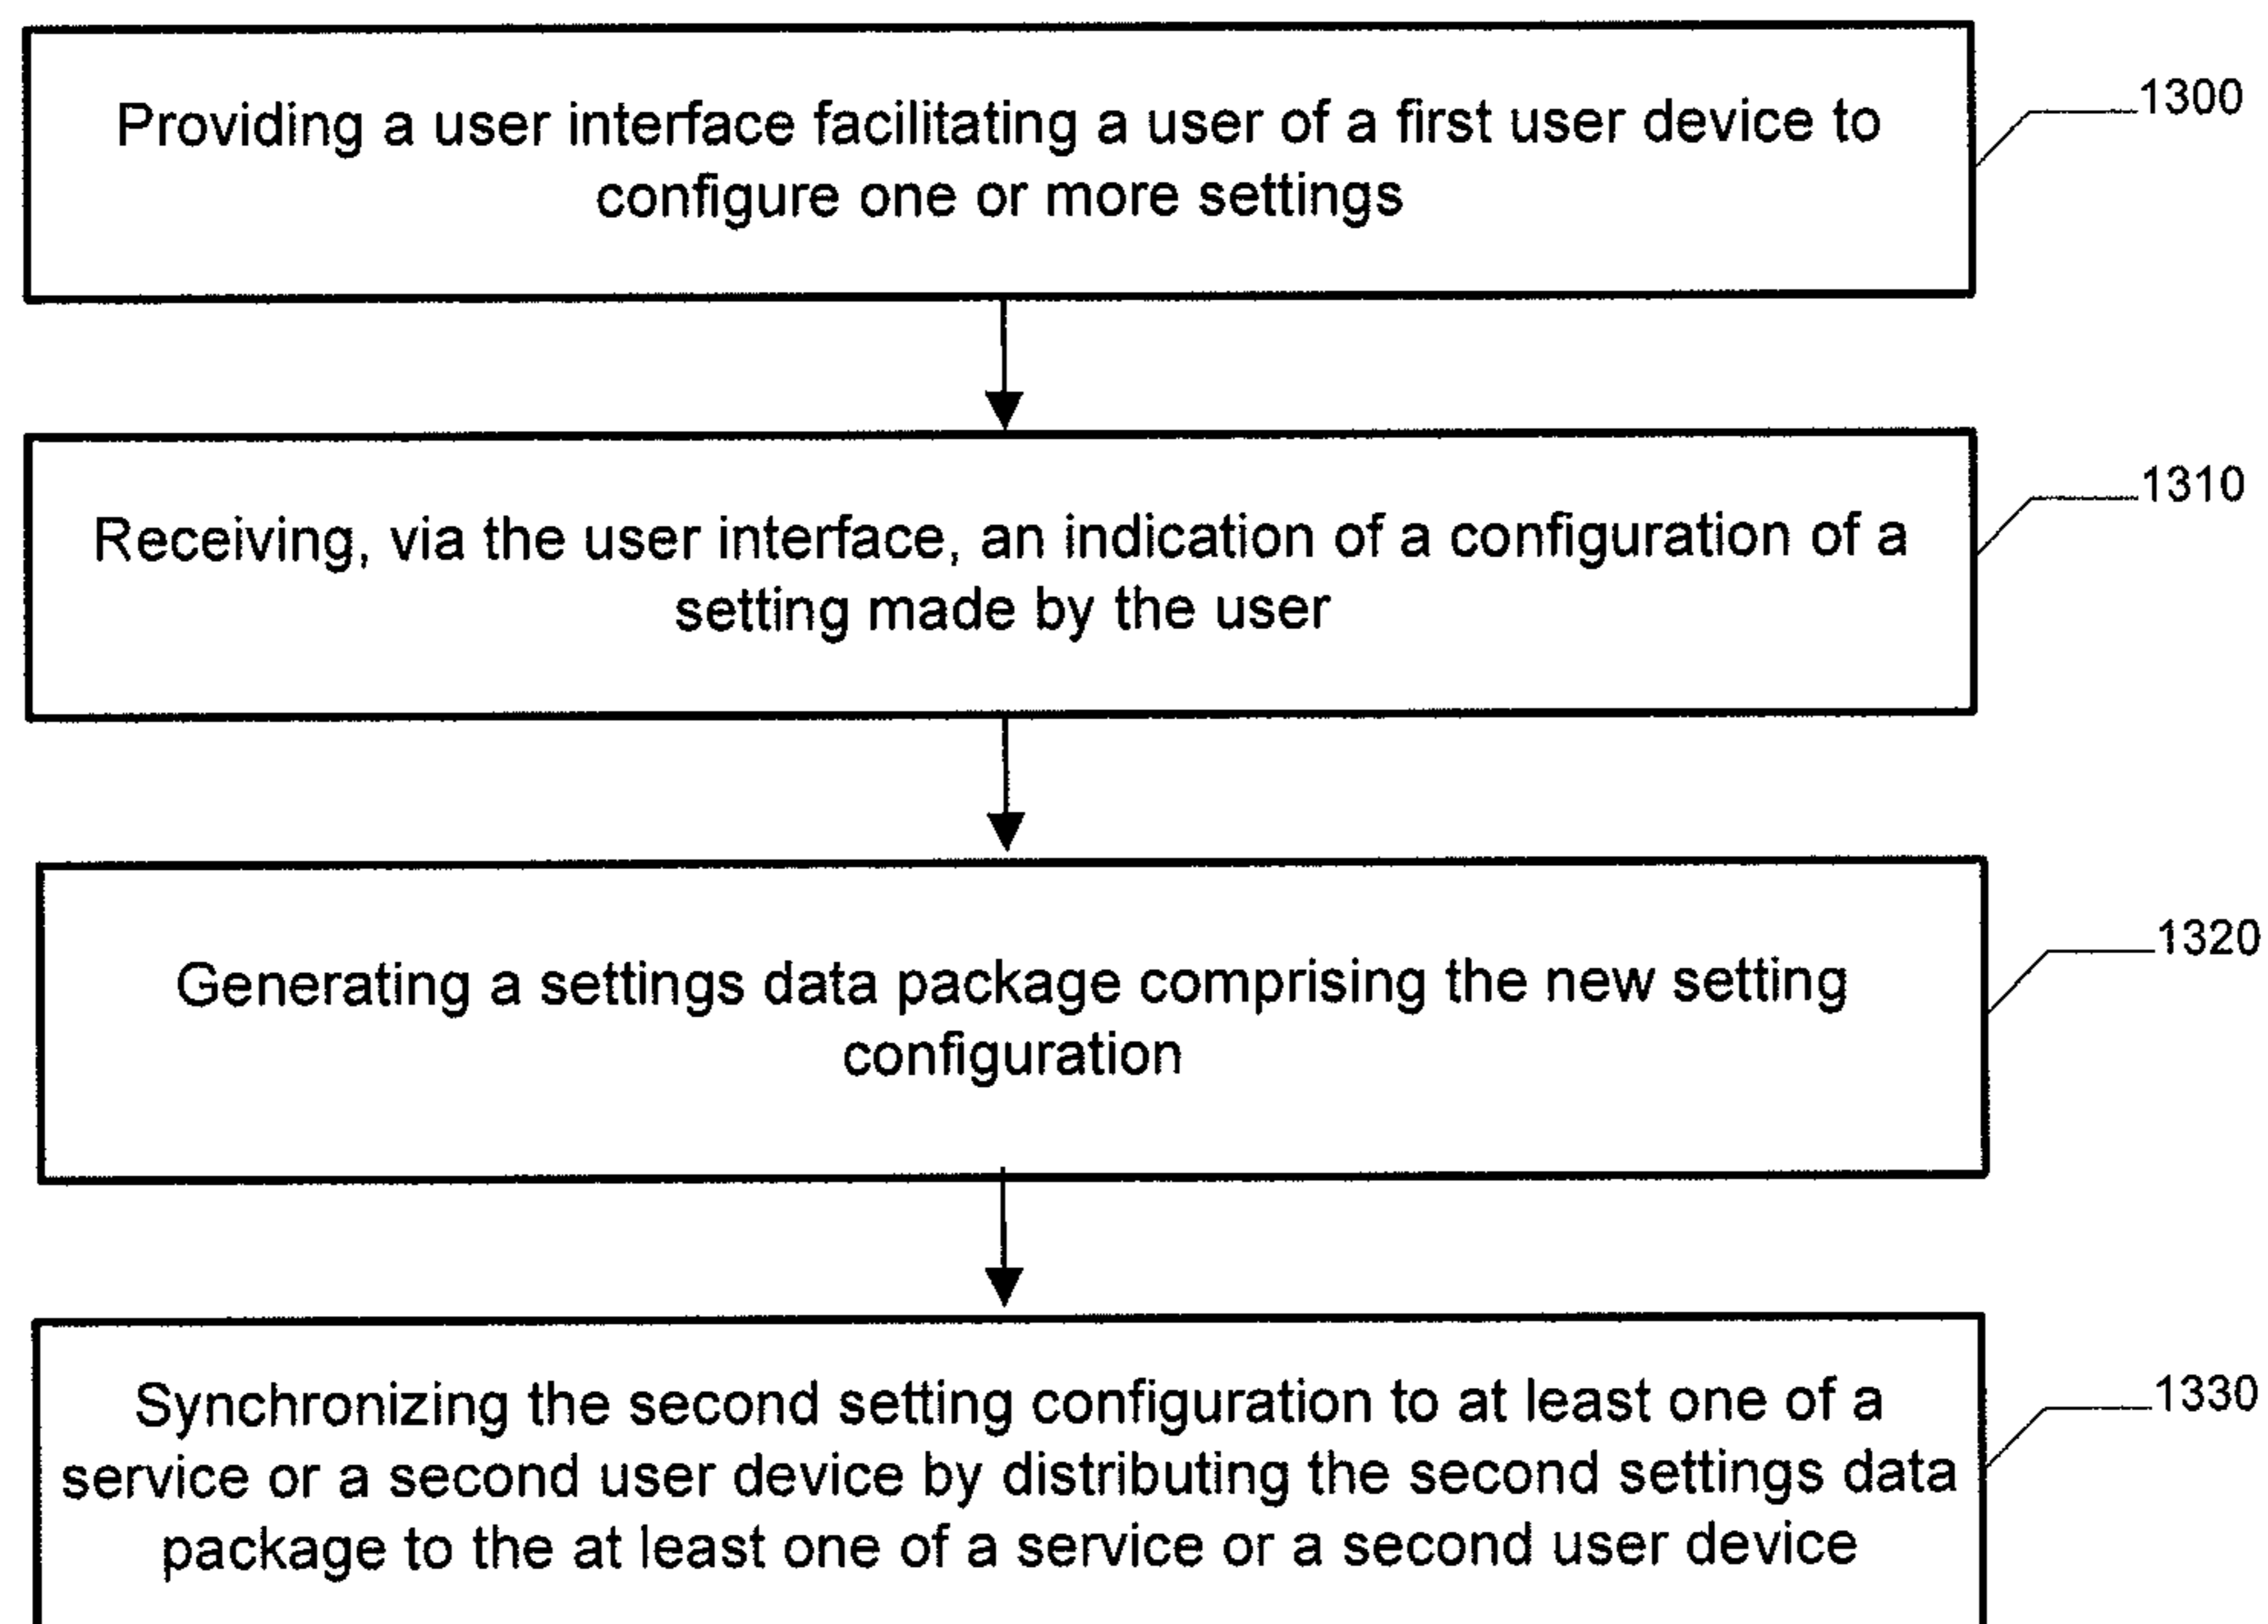 Providing a user interface facilitating a user of a first user device to
configure one or more settings
1300
Receiving, via the user interface, an indication of a configuration of a
setting made by the user
1310
Generating a settings data package comprising the new setting
configuration
1320
Synchronizing the second setting configuration to at least one of a
service or a second user device by distributing the second settings data
package to the at least one of a service or a second user device
1330